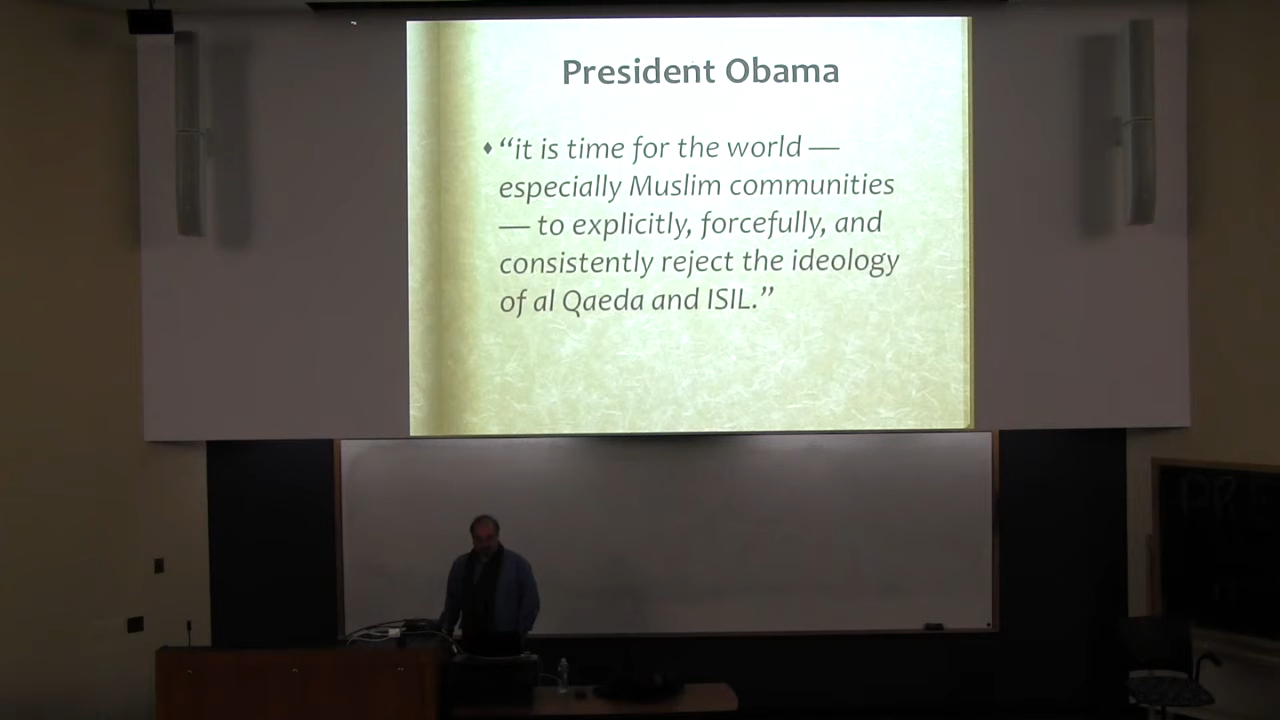 President Obama
♦ “it is time for the world —
especially Muslim communities
— to explicitly, forcefully, and
consistently reject the ideology
of al Qaeda and ISIL.”